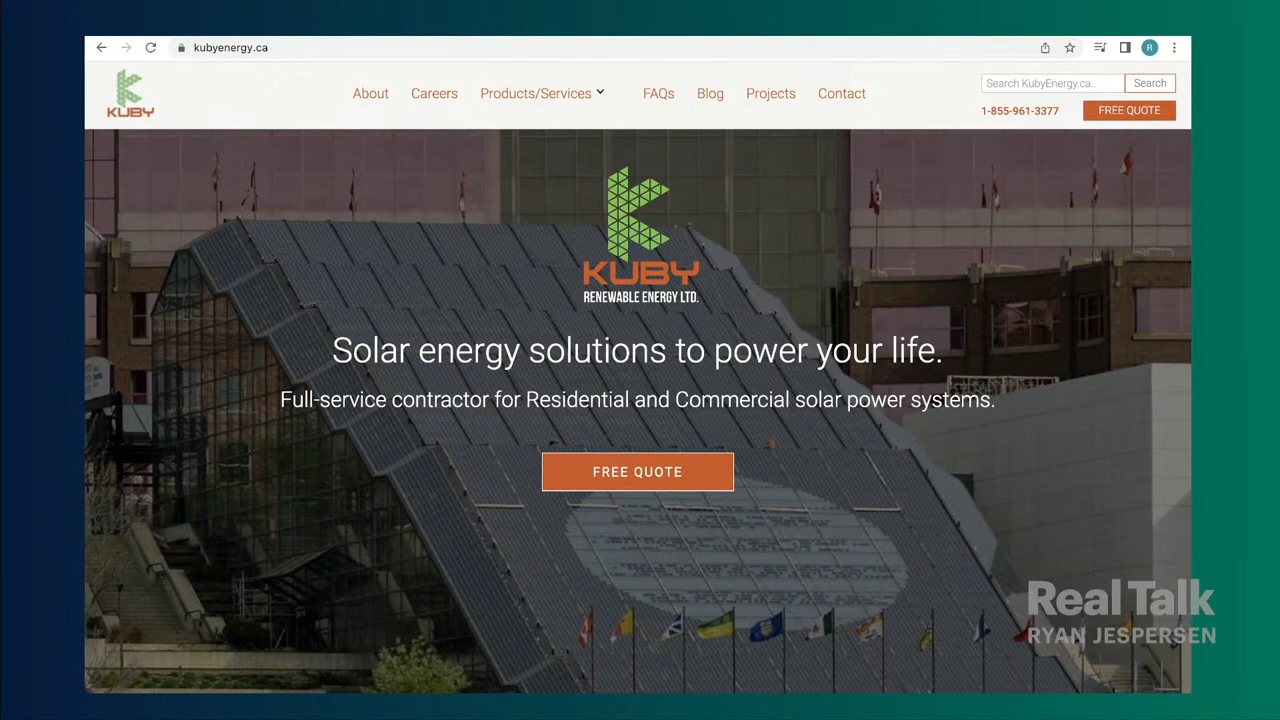 kubyenergy.ca
R
KUBY
About Careers Products/Services FAQs Blog Projects Contact
Search KubyEnergy.ca.. Search
1-855-961-3377 FREE QUOTE
KUBY
RENEWABLE ENERGY LTD.
Solar energy solutions to power your life.
Full-service contractor for Residential and Commercial solar power systems.
FREE QUOTE
Real Talk
RYAN JESPERSEN